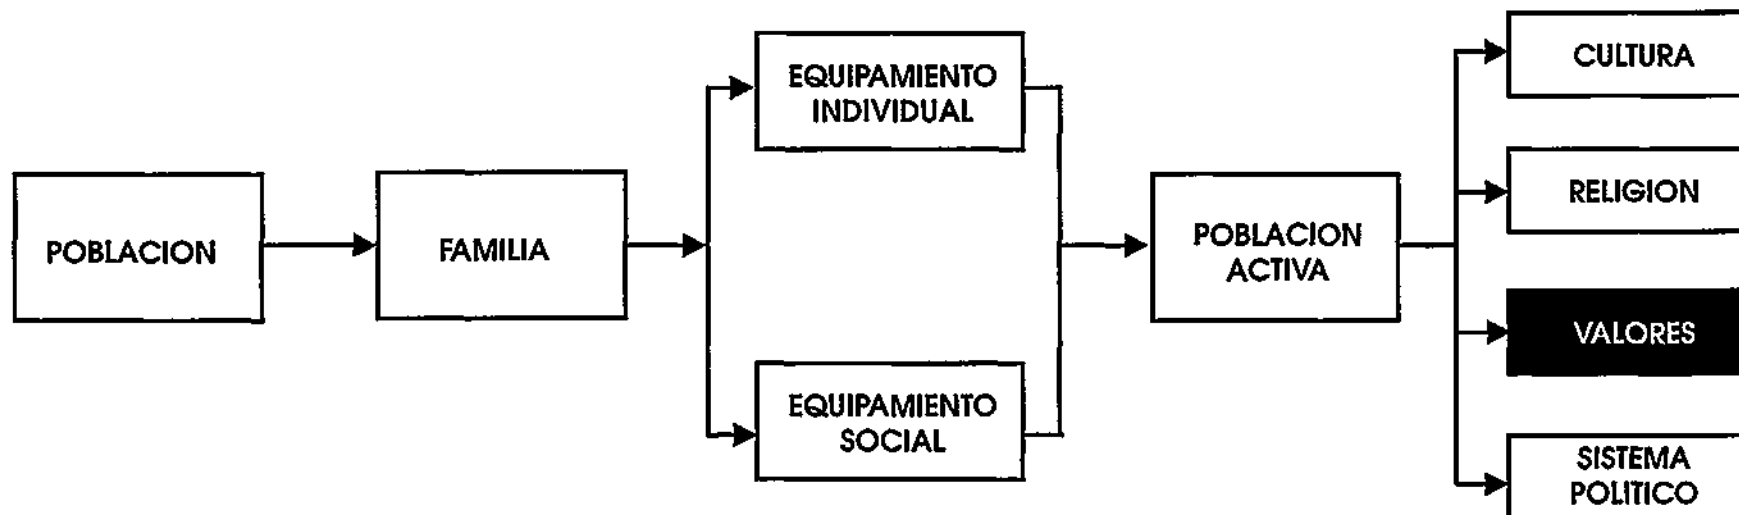 POBLACION
FAMILIA
EQUIPAMIENTO
INDIVIDUAL
EQUIPAMIENTO
SOCIAL
POBLACION
ACTIVA
CULTURA
RELIGION
VALORES
SISTEMA
POLITICO